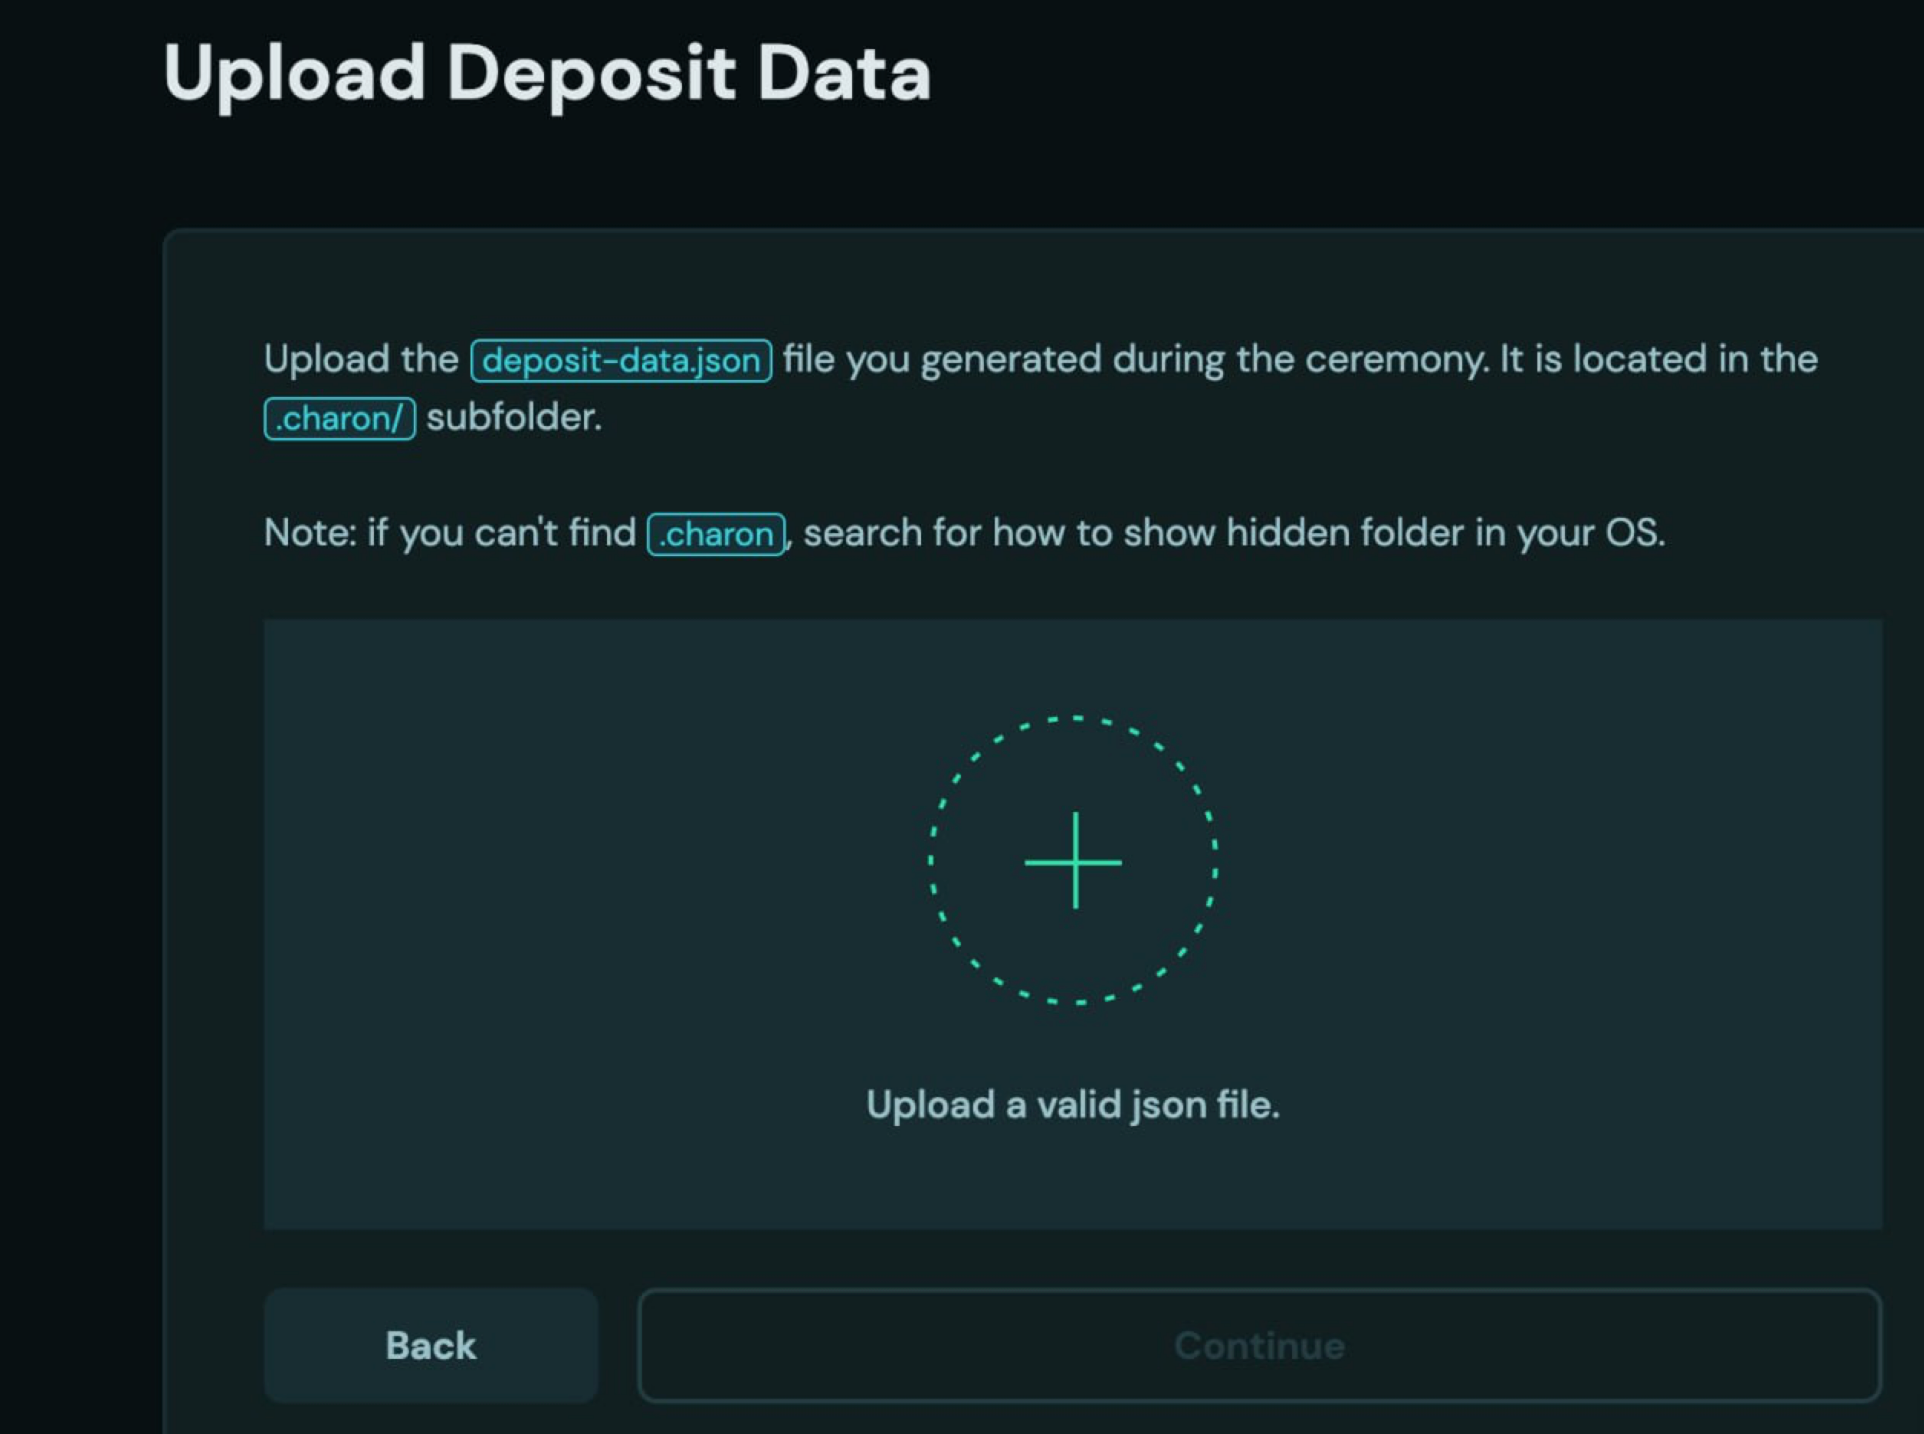 Upload Deposit Data
Upload the deposit-data.json file you generated during the ceremony. It is located in the
.charon/ subfolder.
Note: if you can't find .charon, search for how to show hidden folder in your OS.
Upload a valid json file.
Back
Continue